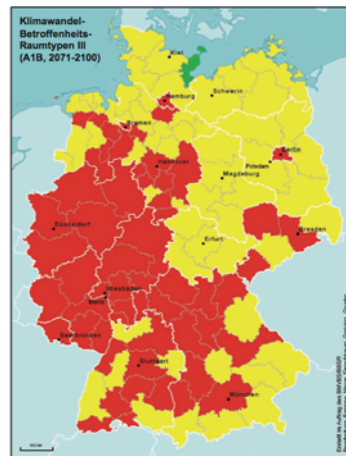 Klimawandel-
Betroffenheits-
Raumtypen III
(A1B, 2071-2100)
Kiel
Schwerin
Hamburg
Bremen
Berlin
Hannover
Potsdam
Magdeburg
Düsseldorf
Dresden
Erfurt
Wiesbaden
Mainz
Saarbrücken
Stuttgart
München